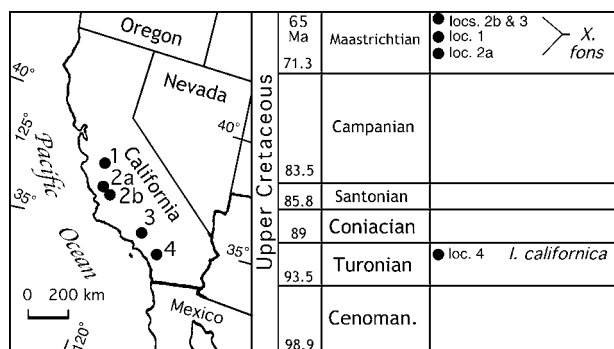 Oregon
40°
Nevada
125°
40°
Pacific
Ocean
California
1
2a
2b
35°
3
4
35°
0 200 km
Mexico
120°
Upper Cretaceous
65
Ma
Maastrichtian
71.3
locs. 2b & 3
loc. 1
loc. 2a
X.
fons
Campanian
83.5
Santonian
85.8
Coniacian
89
Turonian
93.5
loc. 4 I. californica
Cenoman.
98.9